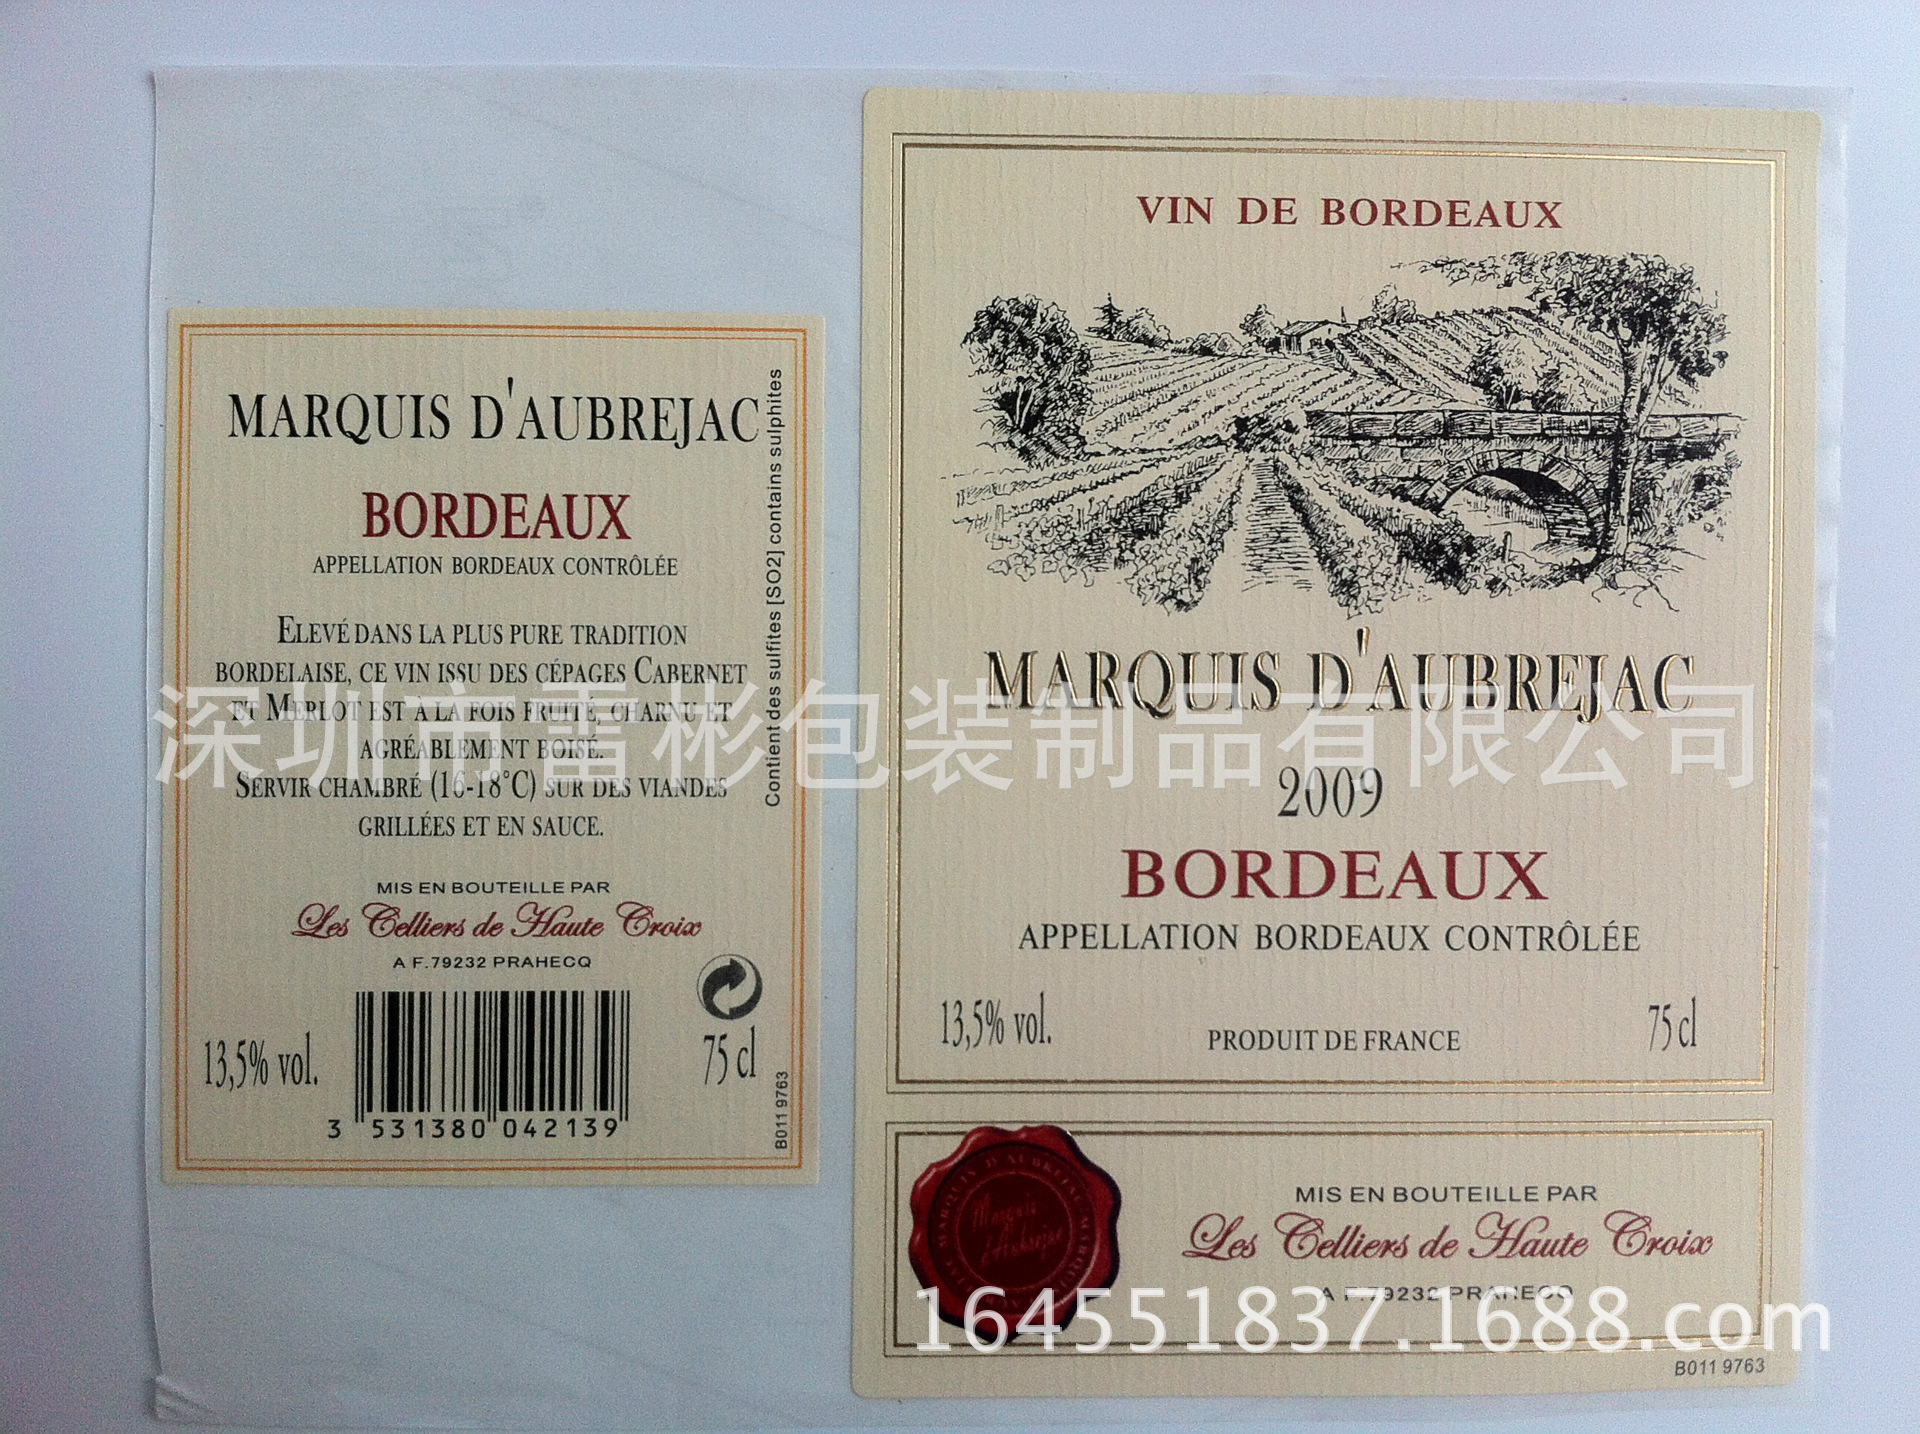 MARQUIS D'AUBREJAC
BORDEAUX
APPELLATION BORDEAUX CONTRÔLÉE
ELEVÉ DANS LA PLUS PURE TRADITION
BORDELAISE, CE VIN ISSU DES CÉPAGES CABERNET
ET MERLOT EST À LA FOIS FRUITÉ, CHARNU ET
AGRÉABLEMENT BOISÉ.
SERVIR CHAMBRÉ (16-18°C) SUR DES VIANDES
GRILLÉES ET EN SAUCE.
MIS EN BOUTEILLE PAR
Les Celliers de Haute Croix
A F.79232 PRAHECQ
13,5% vol.
75 cl
3 531380 042139
Contient des sulfites [SO2] contains sulphites
B011 9763
VIN DE BORDEAUX
MARQUIS D'AUBREJAC
2009
BORDEAUX
APPELLATION BORDEAUX CONTRÔLÉE
13,5% vol.
PRODUIT DE FRANCE
75 cl
Marquis
d'Aubrejac
MIS EN BOUTEILLE PAR
Les Celliers de Haute Croix
A F.79232 PRAHECQ
B011 9763
深圳市雷彬包装制品有限公司
164551837.1688.com